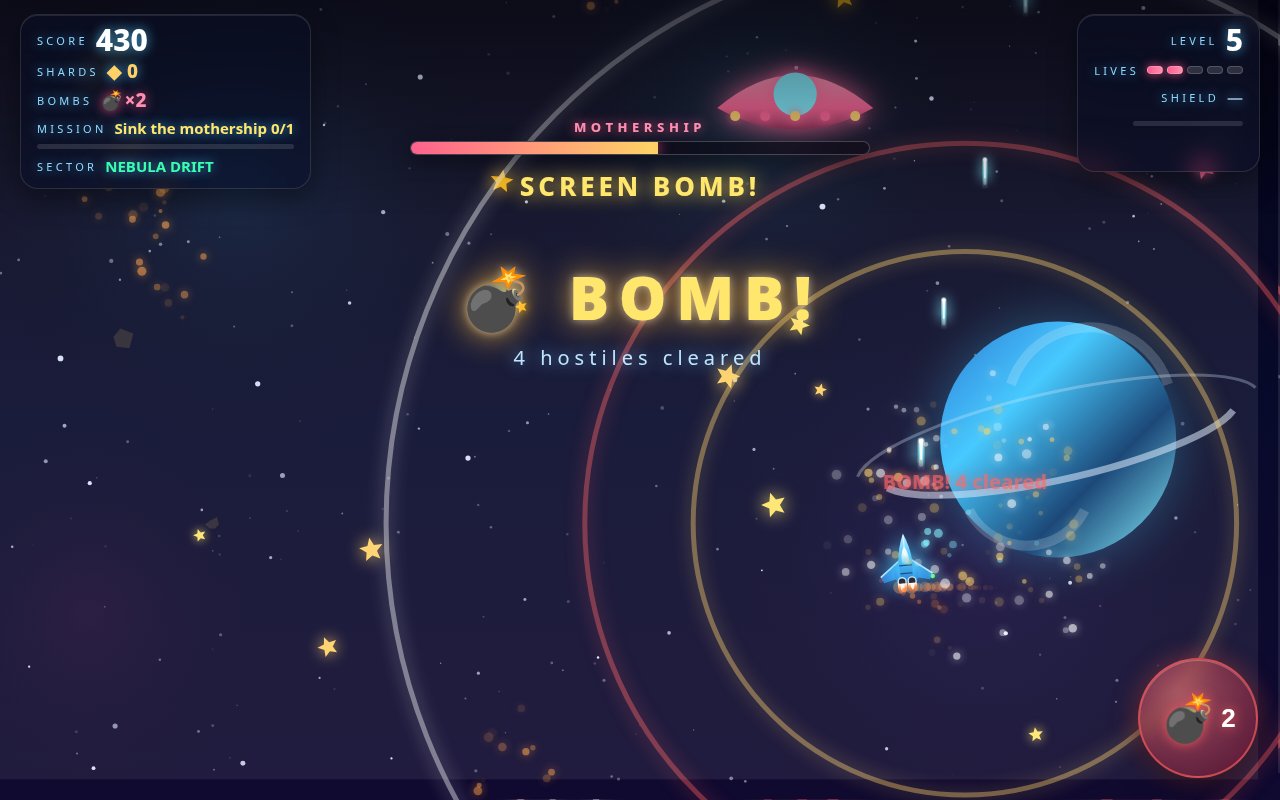 SCORE 430
SHARDS 0
BOMBS ×2
MISSION Sink the mothership 0/1
SECTOR NEBULA DRIFT
LEVEL 5
LIVES
SHIELD —
MOTHERSHIP
SCREEN BOMB!
BOMB!
4 hostiles cleared
BOMB! 4 cleared
2